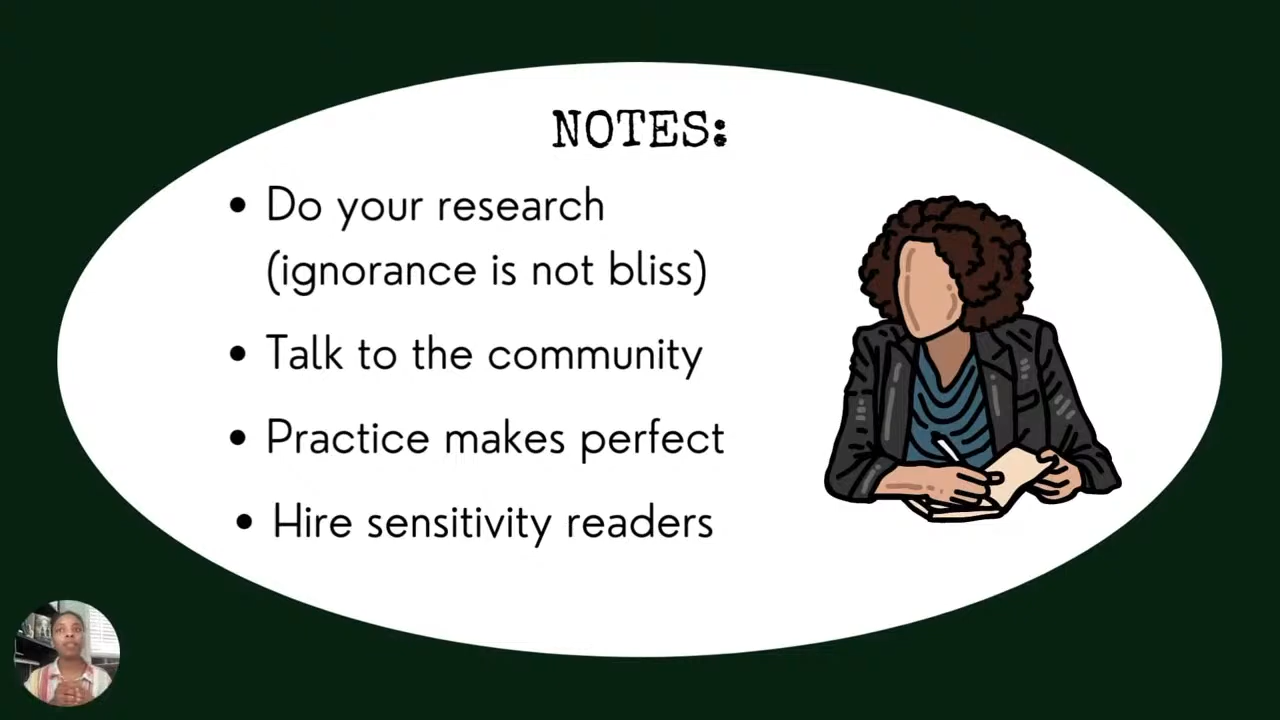 NOTES:
• Do your research
(ignorance is not bliss)
• Talk to the community
• Practice makes perfect
• Hire sensitivity readers